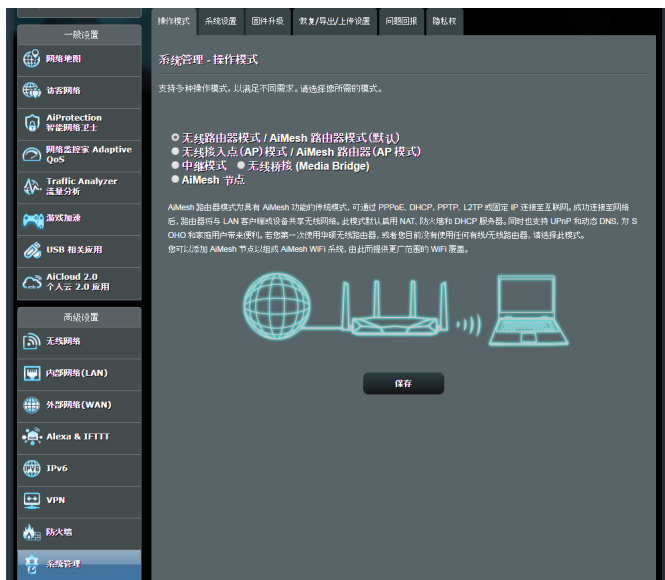 操作模式 系统设置 固件升级 恢复/导出/上传设置 问题回报 隐私权
一般设置
网络地图
访客网络
AiProtection
智能网络卫士
网络监控家 Adaptive
QoS
Traffic Analyzer
流量分析
游戏加速
USB 相关应用
AiCloud 2.0
个人云 2.0 应用
高级设置
无线网络
内部网络(LAN)
外部网络(WAN)
Alexa & IFTTT
IPv6
VPN
防火墙
系统管理
系统管理 - 操作模式
支持多种操作模式，以满足不同需求。请选择您所需的模式。
无线路由器模式 / AiMesh 路由器模式(默认)
无线接入点(AP)模式 / AiMesh 路由器(AP 模式)
中继模式 无线桥接 (Media Bridge)
AiMesh 节点
AiMesh 路由器模式为具有 AiMesh 功能的传统模式，可通过 PPPoE、DHCP、PPTP、L2TP 或固定 IP 连接至互联网。成功连接至网络
后，路由器将与 LAN 客户端或设备共享无线网络。此模式默认启用 NAT、防火墙和 DHCP 服务器。同时也支持 UPnP 和动态 DNS，为 S
OHO 和家庭用户带来便利。若您第一次使用华硕无线路由器，或者您目前没有使用任何有线/无线路由器，请选择此模式。
您可以添加 AiMesh 节点以组成 AiMesh WiFi 系统，由此而提供更广范围的 WiFi 覆盖。
保存